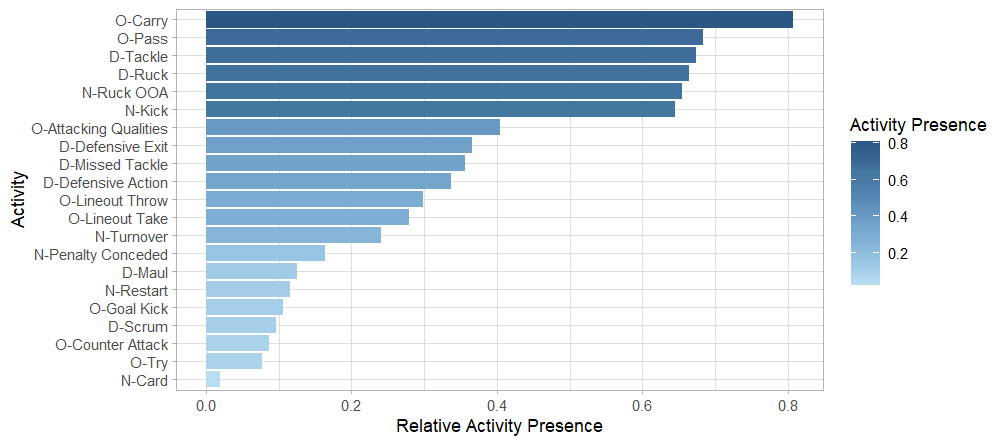 O-Carry
O-Pass
D-Tackle
D-Ruck
N-Ruck OOA
N-Kick
O-Attacking Qualities
D-Defensive Exit
D-Missed Tackle
D-Defensive Action
O-Lineout Throw
O-Lineout Take
N-Turnover
N-Penalty Conceded
D-Maul
N-Restart
O-Goal Kick
D-Scrum
O-Counter Attack
O-Try
N-Card
Activity
0.0 0.2 0.4 0.6 0.8
Relative Activity Presence
Activity Presence
0.8
0.6
0.4
0.2